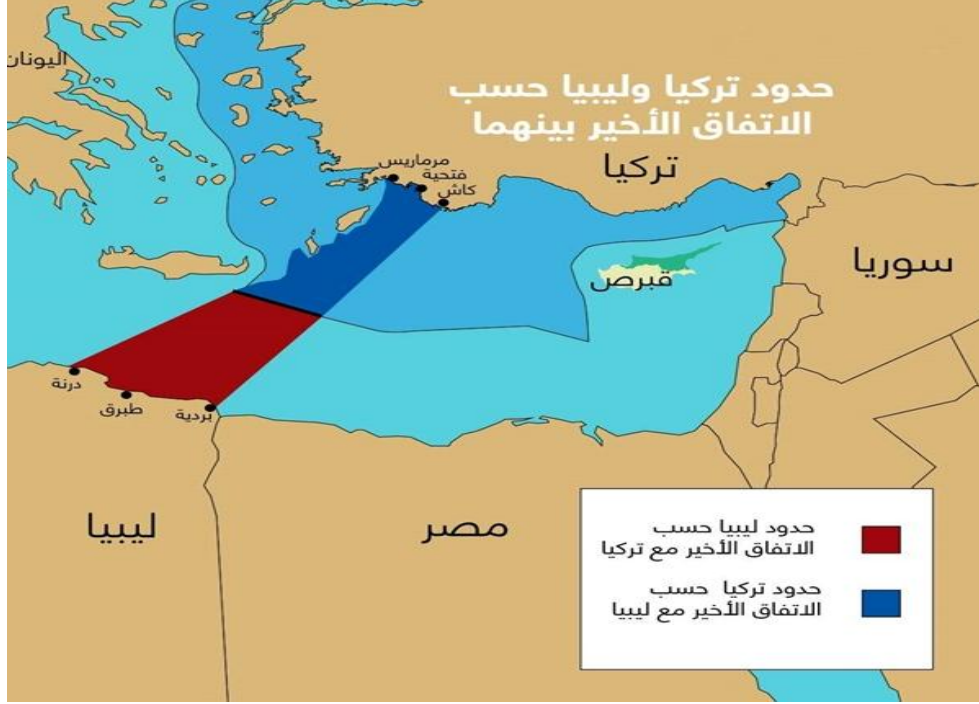 اليونان
حدود تركيا وليبيا حسب
الاتفاق الأخير بينهما
تركيا
مرماريس
فتحية
كاش
سوريا
قبرص
درنة
طبرق
بردية
ليبيا
مصر
حدود ليبيا حسب
الاتفاق الأخير مع تركيا
حدود تركيا حسب
الاتفاق الأخير مع ليبيا